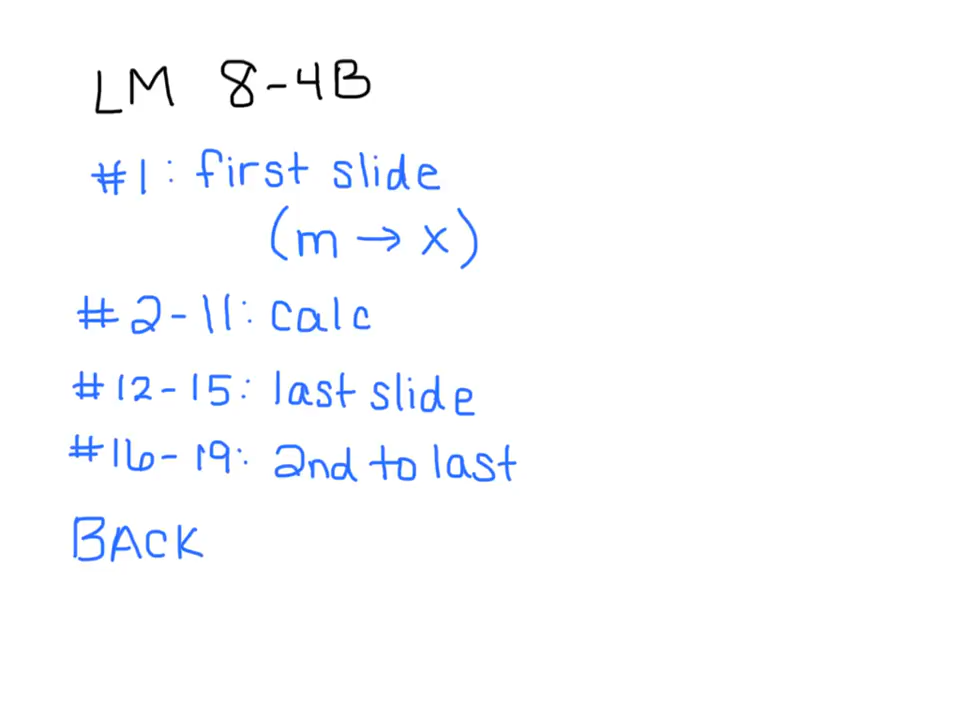 LM 8-4B
#1: first slide
(m → x)
#2-11: calc
#12-15: last slide
#16-19: 2nd to last
BACK